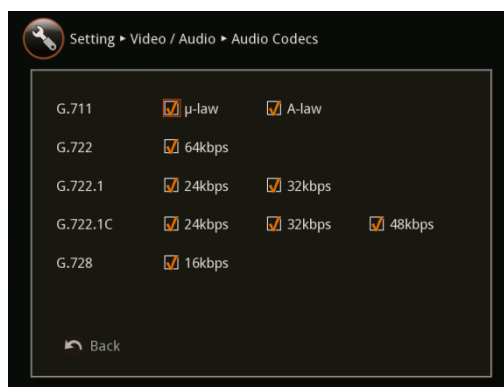 Setting ▸ Video / Audio ▸ Audio Codecs
G.711 µ-law A-law
G.722 64kbps
G.722.1 24kbps 32kbps
G.722.1C 24kbps 32kbps 48kbps
G.728 16kbps
Back